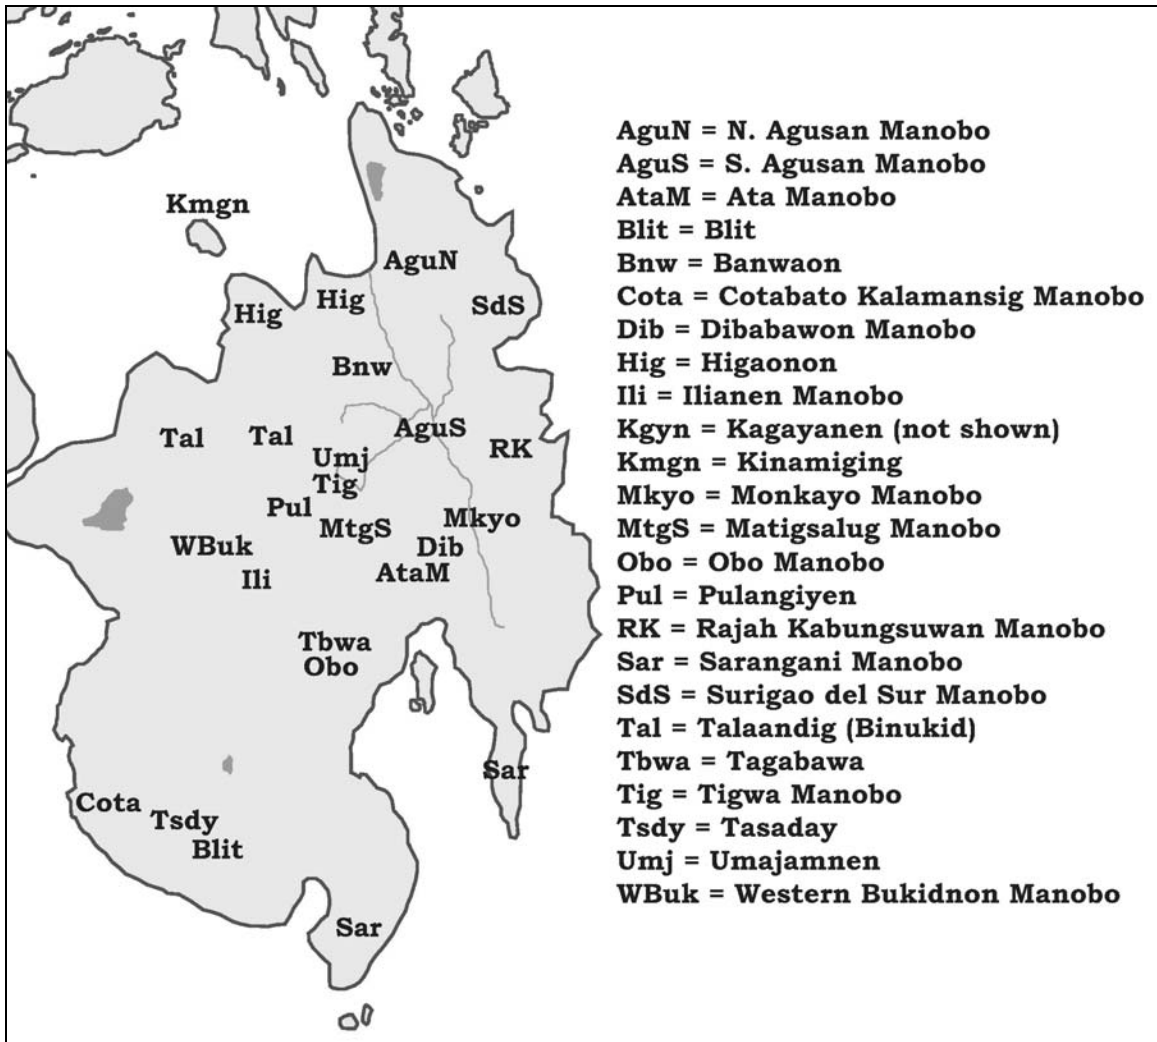 Kmgn
AguN
Hig
Hig
SdS
Bnw
Tal
Tal
AguS
RK
Umj
Tig
Pul
MtgS
Mkyo
WBuk
Dib
Ili
AtaM
Tbwa
Obo
Sar
Cota
Tsdy
Blit
Sar
AguN = N. Agusan Manobo
AguS = S. Agusan Manobo
AtaM = Ata Manobo
Blit = Blit
Bnw = Banwaon
Cota = Cotabato Kalamansig Manobo
Dib = Dibabawon Manobo
Hig = Higaonon
Ili = Ilianen Manobo
Kgyn = Kagayanen (not shown)
Kmgn = Kinamiging
Mkyo = Monkayo Manobo
MtgS = Matigsalug Manobo
Obo = Obo Manobo
Pul = Pulangiyen
RK = Rajah Kabungsuwan Manobo
Sar = Sarangani Manobo
SdS = Surigao del Sur Manobo
Tal = Talaandig (Binukid)
Tbwa = Tagabawa
Tig = Tigwa Manobo
Tsdy = Tasaday
Umj = Umajamnen
WBuk = Western Bukidnon Manobo